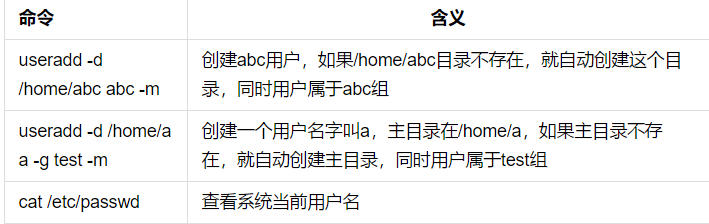 命令 含义
useradd -d 创建abc用户，如果/home/abc目录不存在，就自动创建这个目
/home/abc abc -m 录，同时用户属于abc组
useradd -d /home/a 创建一个用户名字叫a，主目录在/home/a，如果主目录不存
a -g test -m 在，就自动创建主目录，同时用户属于test组
cat /etc/passwd 查看系统当前用户名